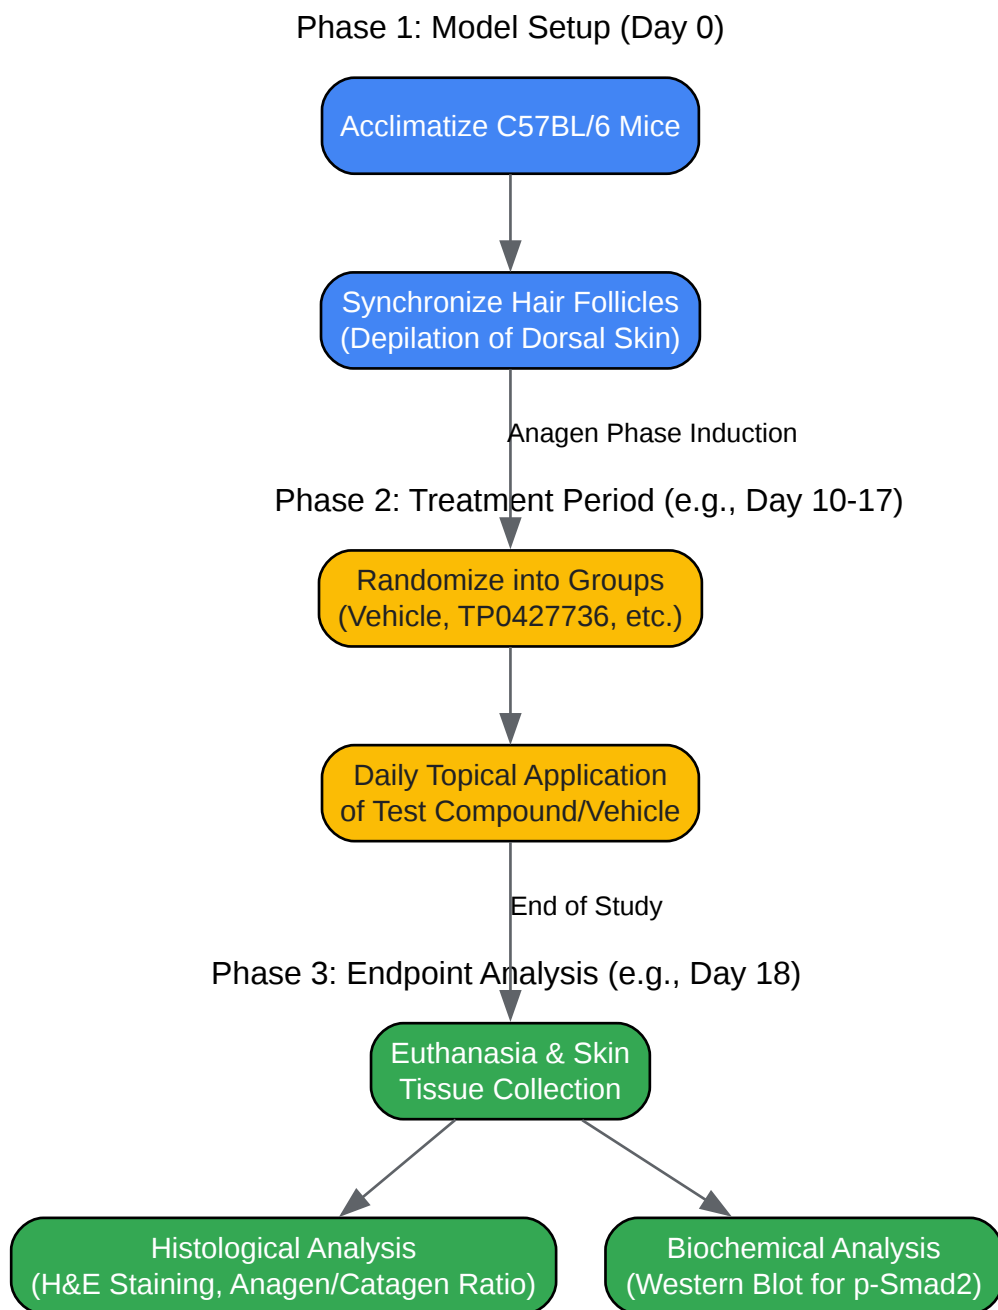 Phase 1: Model Setup (Day 0)
Acclimatize C57BL/6 Mice
Synchronize Hair Follicles
(Depilation of Dorsal Skin)
Anagen Phase Induction
Phase 2: Treatment Period (e.g., Day 10-17)
Randomize into Groups
(Vehicle, TP0427736, etc.)
Daily Topical Application
of Test Compound/Vehicle
End of Study
Phase 3: Endpoint Analysis (e.g., Day 18)
Euthanasia & Skin
Tissue Collection
Histological Analysis
(H&E Staining, Anagen/Catagen Ratio)
Biochemical Analysis
(Western Blot for p-Smad2)